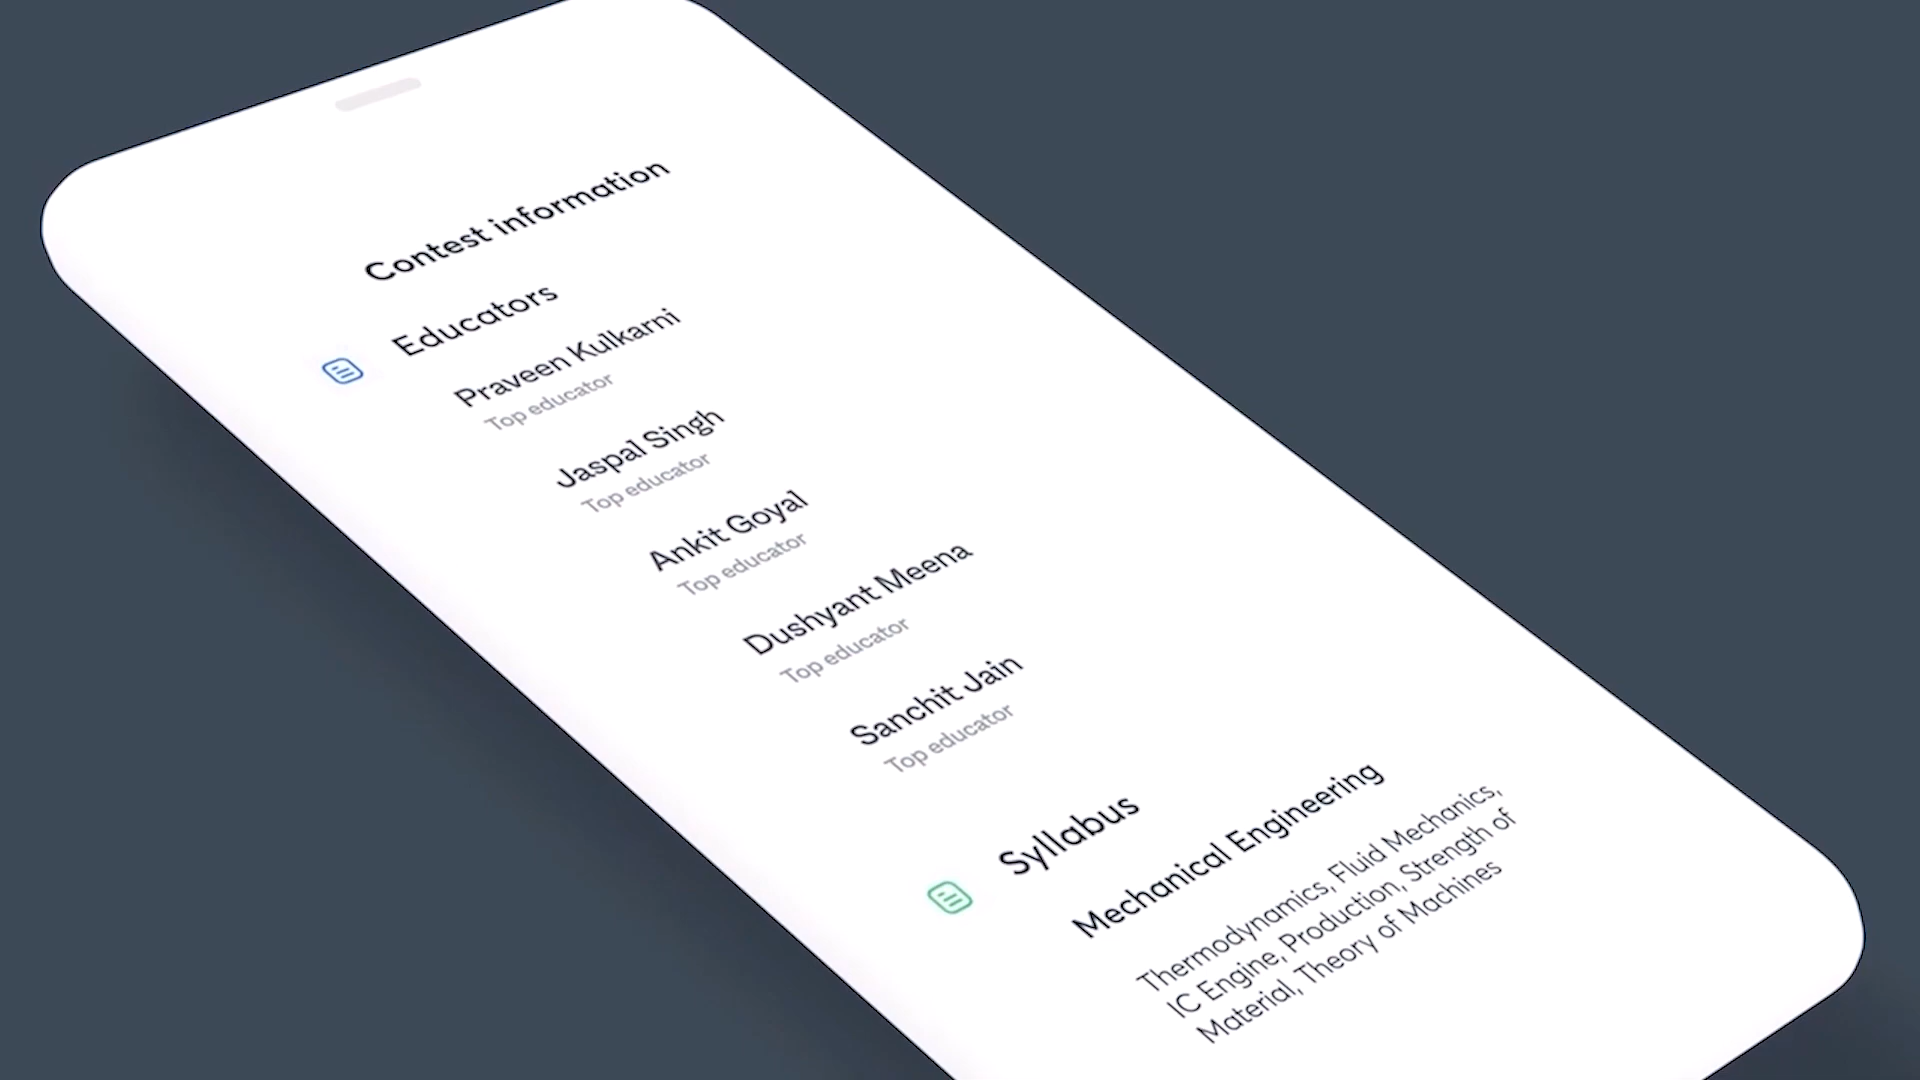 Contest information
Educators
Praveen Kulkarni
Top educator
Jaspal Singh
Top educator
Ankit Goyal
Top educator
Dushyant Meena
Top educator
Sanchit Jain
Top educator
Syllabus
Mechanical Engineering
Thermodynamics, Fluid Mechanics,
IC Engine, Production, Strength of
Material, Theory of Machines